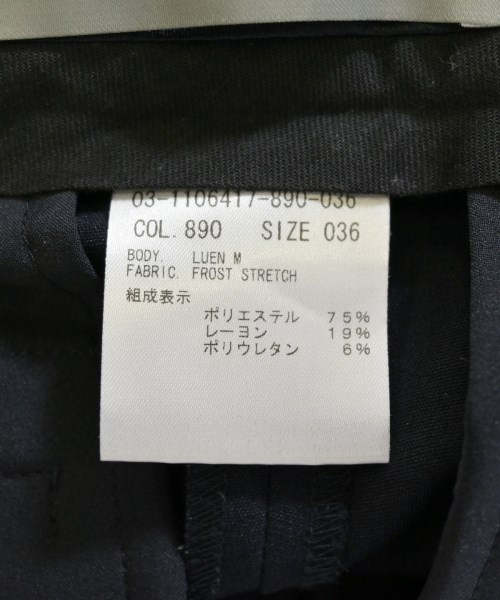 03-1106417-890-036
COL. 890 SIZE 036
BODY. LUEN M
FABRIC. FROST STRETCH
組成表示
ポリエステル 75%
レーヨン 19%
ポリウレタン 6%